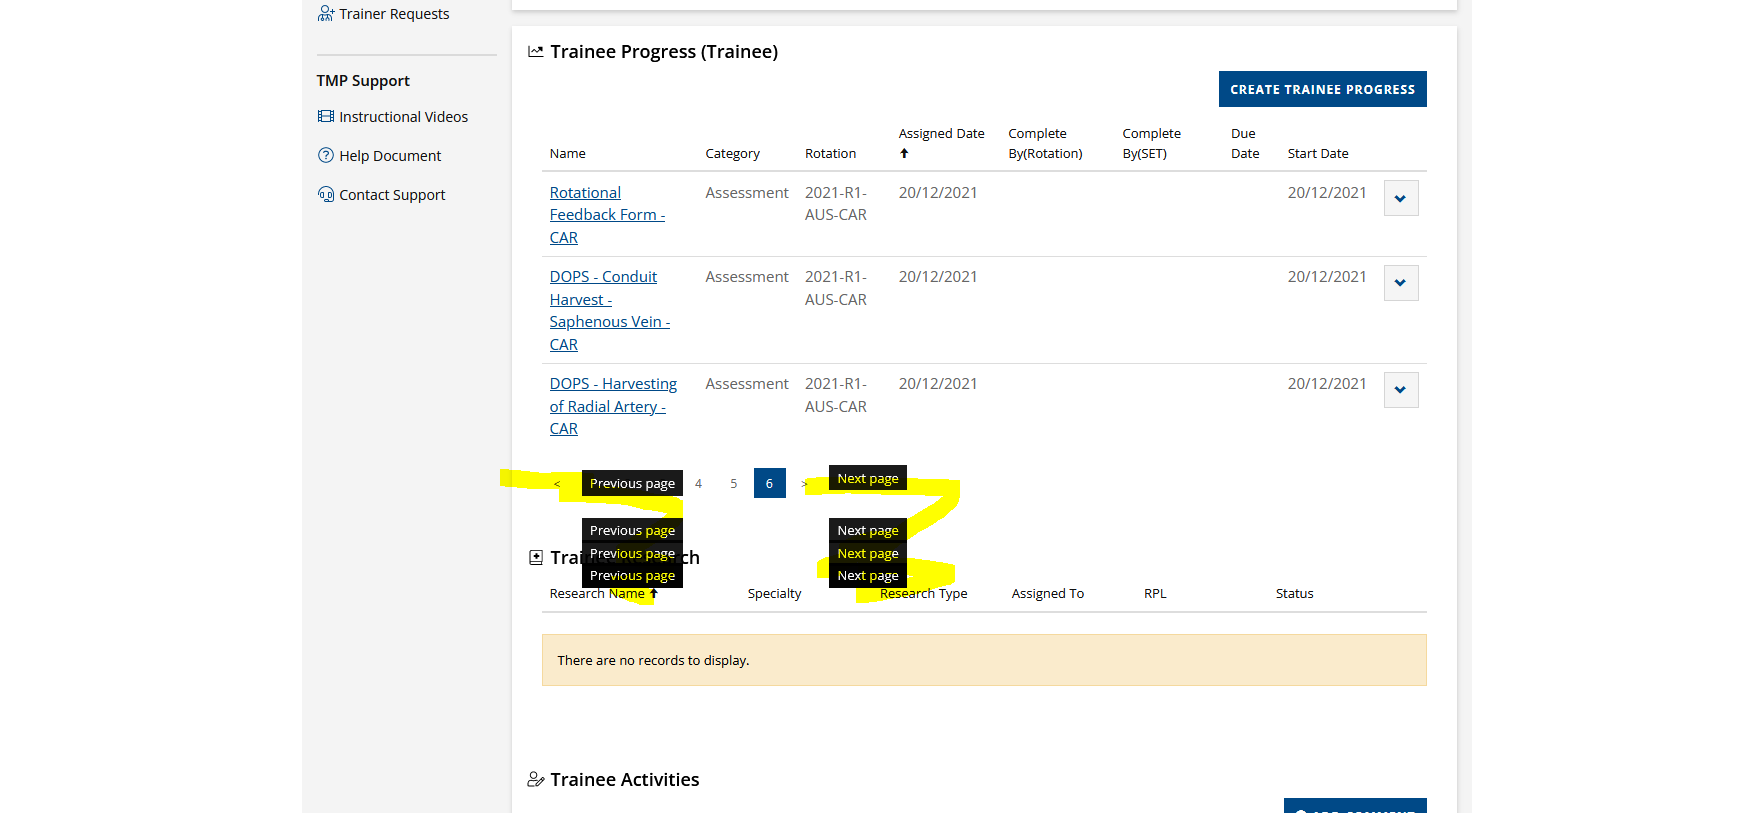 Trainer Requests
TMP Support
Instructional Videos
Help Document
Contact Support
Trainee Progress (Trainee)
CREATE TRAINEE PROGRESS
Name Category Rotation Assigned Date Complete By(Rotation) Complete By(SET) Due Date Start Date
Rotational Feedback Form - CAR Assessment 2021-R1-AUS-CAR 20/12/2021 20/12/2021
DOPS - Conduit Harvest - Saphenous Vein - CAR Assessment 2021-R1-AUS-CAR 20/12/2021 20/12/2021
DOPS - Harvesting of Radial Artery - CAR Assessment 2021-R1-AUS-CAR 20/12/2021 20/12/2021
< Previous page 4 5 6 > Next page
Previous page Next page
Previous page Next page
Previous page Next page
Research Name Specialty Research Type Assigned To RPL Status
There are no records to display.
Trainee Activities